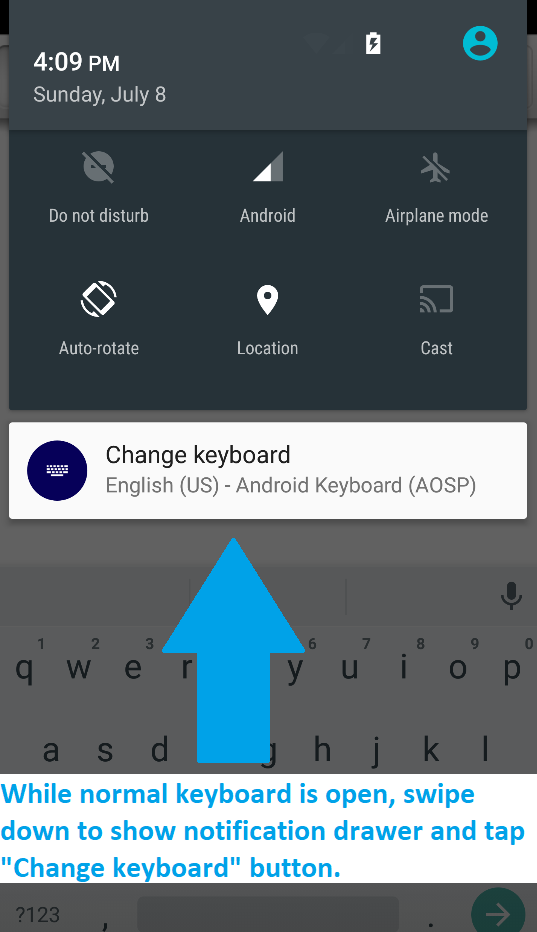 4:09 PM
Sunday, July 8
Do not disturb
Android
Airplane mode
Auto-rotate
Location
Cast
Change keyboard
English (US) - Android Keyboard (AOSP)
1 2 3 6 7 8 9 0
q w e r y u i o p
a s d g h j k l
While normal keyboard is open, swipe
down to show notification drawer and tap
"Change keyboard" button.
?123 , .